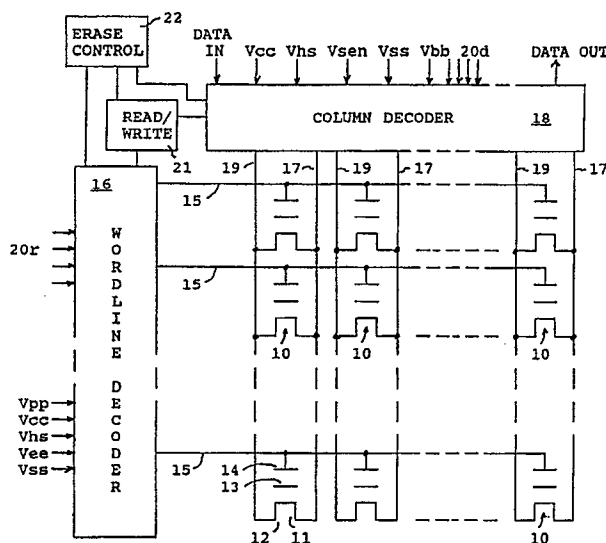 ERASE CONTROL 22
DATA IN Vcc Vhs Vsen Vss Vbb 20d DATA OUT
READ/WRITE
21
COLUMN DECODER 18
19 17 19 17 19 17
16
15
WORDLINE DECODER
20r
15
10 10 10
Vpp
Vcc
Vhs
Vee
Vss
15
14
13
12 11 10